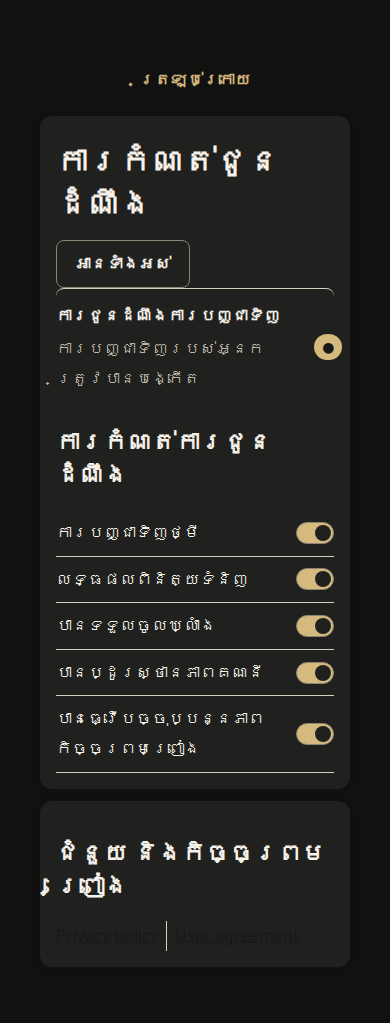 ត្រឡប់ក្រោយ
ការកំណត់ជូន
ដំណឹង
អានទាំងអស់
ការជូនដំណឹងការបញ្ជាទិញ
ការបញ្ជាទិញរបស់អ្នក
ត្រូវបានបង្កើត
ការកំណត់ការជូន
ដំណឹង
ការបញ្ជាទិញថ្មី
លទ្ធផលពិនិត្យទំនិញ
បានទទួលចូលឃ្លាំង
បានប្ដូរស្ថានភាពគណនី
បានធ្វើបច្ចុប្បន្នភាព
កិច្ចព្រមព្រៀង
ជំនួយ និងកិច្ចព្រម
ព្រៀង
Privacy policy User agreement